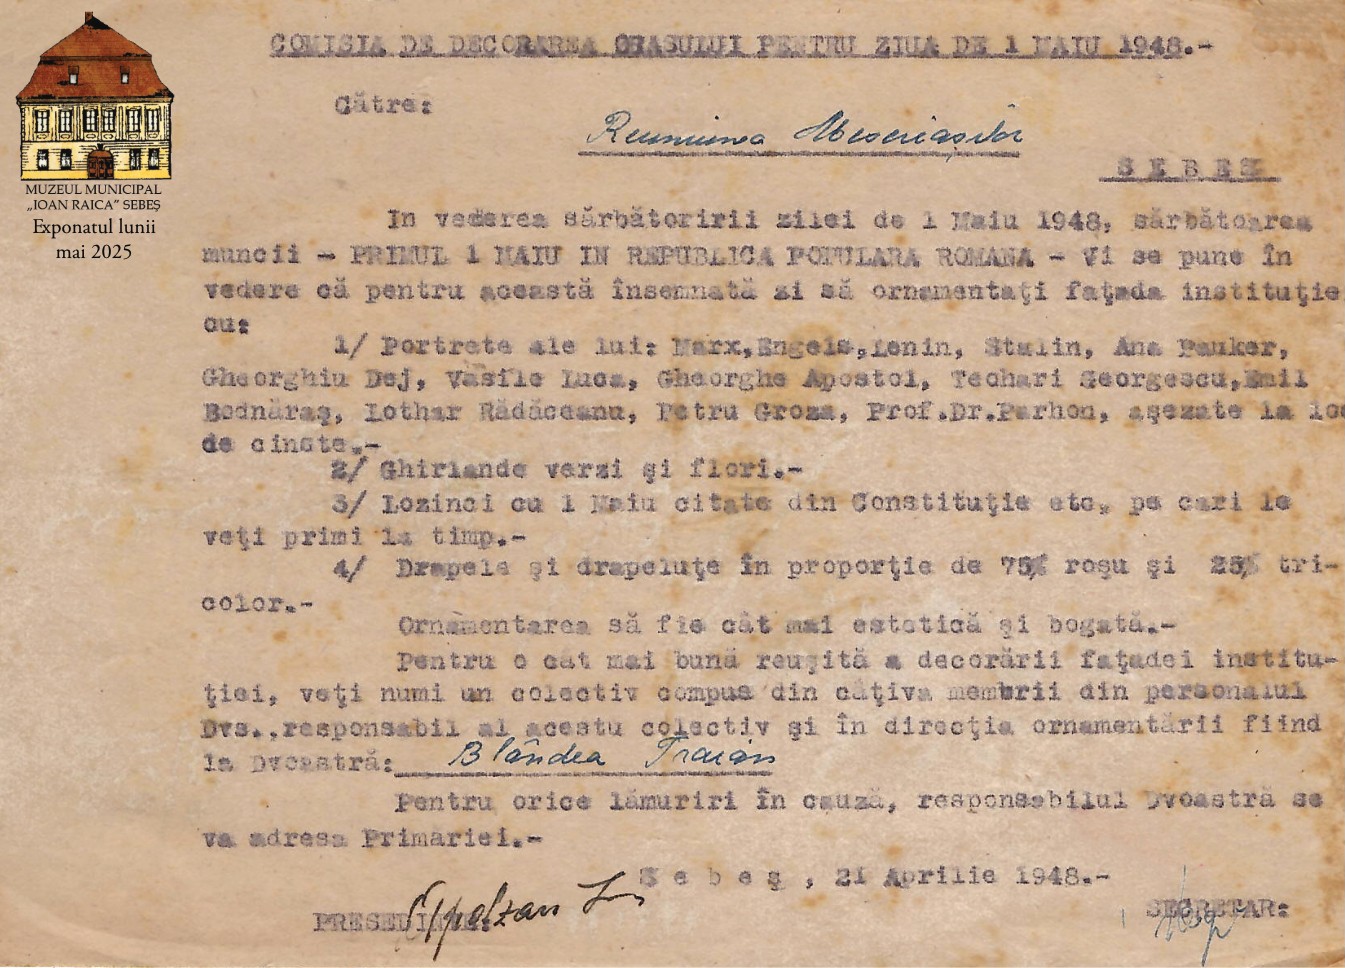 MUZEUL MUNICIPAL
„IOAN RAICA” SEBEȘ
Exponatul lunii
mai 2025
COMISIA DE DECORAREA ORASULUI PENTRU ZIUA DE 1 MAIU 1948.-
Către:
Reuniunea Meseriașilor
SEBES
In vederea sărbătoririi zilei de 1 Maiu 1948, sărbătoarea
muncii - PRIMUL 1 MAIU IN REPUBLICA POPULARA ROMANA - Vi se pune în
vedere că pentru această însemnată zi să ornamentați fațada instituție
cu:
1/ Portrete ale lui: Marx,Engels,Lenin, Stalin, Ana Pauker,
Gheorghiu Dej, Vasile Luca, Gheorghe Apostol, Teohari Georgescu,Emil
Bodnăraș, Lothar Rădăceanu, Petru Groza, Prof.Dr.Parhon, așezate la loc
de cinste.-
2/ Ghirlande verzi și flori.-
3/ Lozinci cu 1 Maiu citate din Constituție etc, pe cari le
veți primi la timp.-
4/ Drapele și drapeluțe în proporție de 75% roșu și 25% tri-
color.-
Ornamentarea să fie cât mai estetică și bogată.-
Pentru o cât mai bună reușită a decorării fațadei institu-
ției, veți numi un colectiv compus din câțiva membrii din personalul
Dvs.,responsabil al acestu colectiv și în direcția ornamentării fiind
la Dvoastră: Blândea Traian
Pentru orice lămuriri în cauză, responsabilul Dvoastră se
va adresa Primăriei.-
Sebeș, 21 Aprilie 1948.-
PRESEDINTE:
SECRETAR: